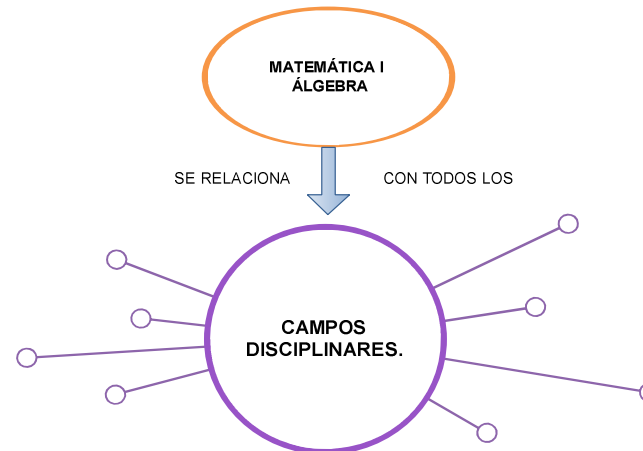 MATEMÁTICA I
ÁLGEBRA
SE RELACIONA CON TODOS LOS
CAMPOS
DISCIPLINARES.